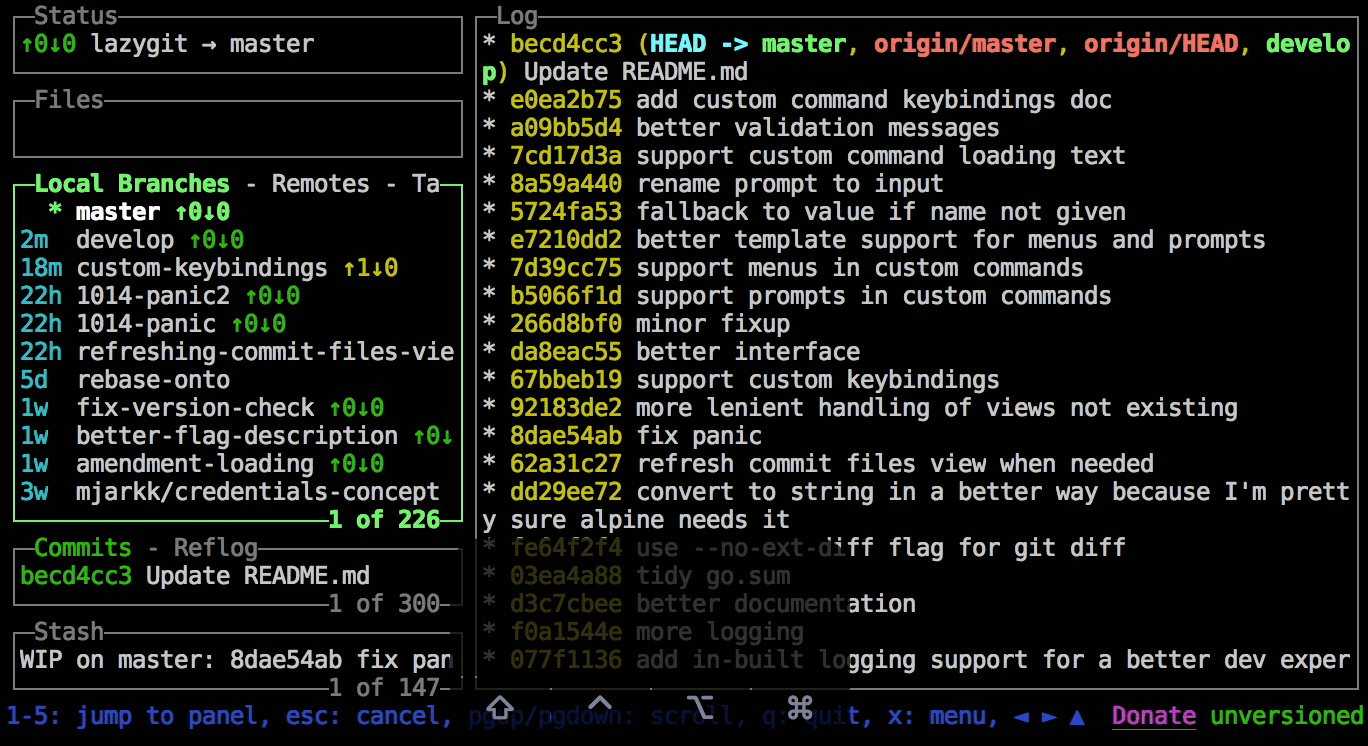 Status
↑0↓0 lazygit → master
Files
Local Branches - Remotes - Ta
* master ↑0↓0
2m develop ↑0↓0
18m custom-keybindings ↑1↓0
22h 1014-panic2 ↑0↓0
22h 1014-panic ↑0↓0
22h refreshing-commit-files-vie
5d rebase-onto
1w fix-version-check ↑0↓0
1w better-flag-description ↑0↓
1w amendment-loading ↑0↓0
3w mjarkk/credentials-concept
1 of 226
Commits - Reflog
becd4cc3 Update README.md
1 of 300
Stash
WIP on master: 8dae54ab fix pan
1 of 147
Log
* becd4cc3 (HEAD -> master, origin/master, origin/HEAD, develo
p) Update README.md
* e0ea2b75 add custom command keybindings doc
* a09bb5d4 better validation messages
* 7cd17d3a support custom command loading text
* 8a59a440 rename prompt to input
* 5724fa53 fallback to value if name not given
* e7210dd2 better template support for menus and prompts
* 7d39cc75 support menus in custom commands
* b5066f1d support prompts in custom commands
* 266d8bf0 minor fixup
* da8eac55 better interface
* 67bbeb19 support custom keybindings
* 92183de2 more lenient handling of views not existing
* 8dae54ab fix panic
* 62a31c27 refresh commit files view when needed
* dd29ee72 convert to string in a better way because I'm prett
y sure alpine needs it
* fe64f2f4 use --no-ext-diff flag for git diff
* 03ea4a88 tidy go.sum
* d3c7cbee better documentation
* f0a1544e more logging
* 077f1136 add in-built logging support for a better dev exper
⇧ ⌃ ⌥ ⌘
1-5: jump to panel, esc: cancel, pgup/pgdown: scroll, q: quit, x: menu, ◄ ► ▲ Donate unversioned